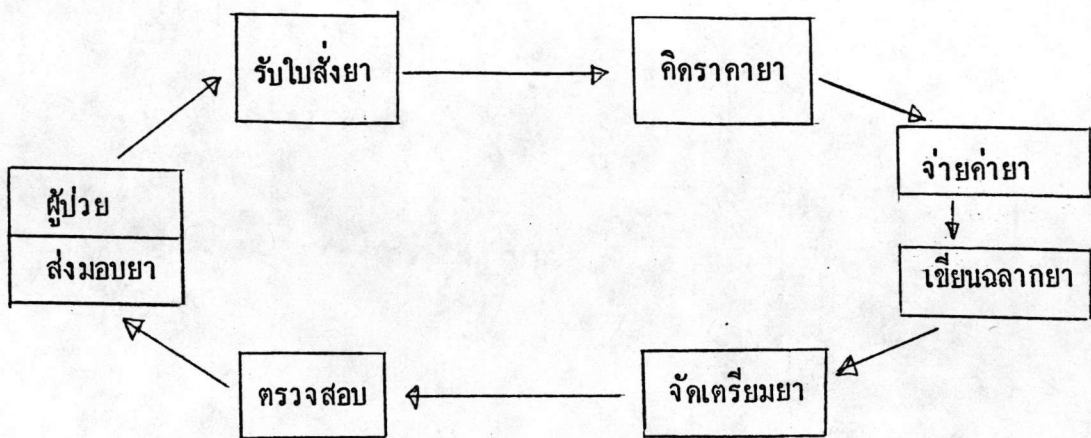 รับใบสั่งยา
คิดราคายา
จ่ายค่ายา
ผู้ป่วย
ส่งมอบยา
เขียนฉลากยา
จัดเตรียมยา
ตรวจสอบ